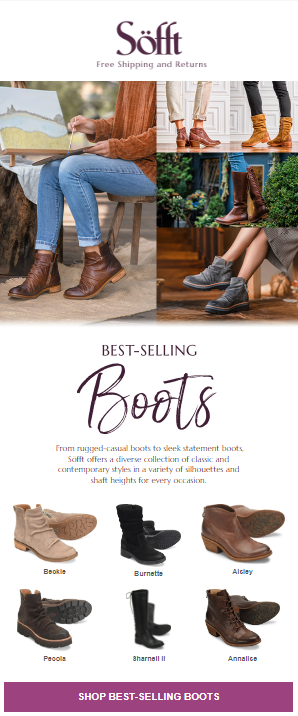 Söfft
Free Shipping and Returns
BEST-SELLING
Boots
From rugged-casual boots to sleek statement boots,
Söfft offers a diverse collection of classic and
contemporary styles in a variety of silhouettes and
shaft heights for every occasion.
Beckie
Burnette
Aisley
Pecola
Sharnell II
Annalise
SHOP BEST-SELLING BOOTS